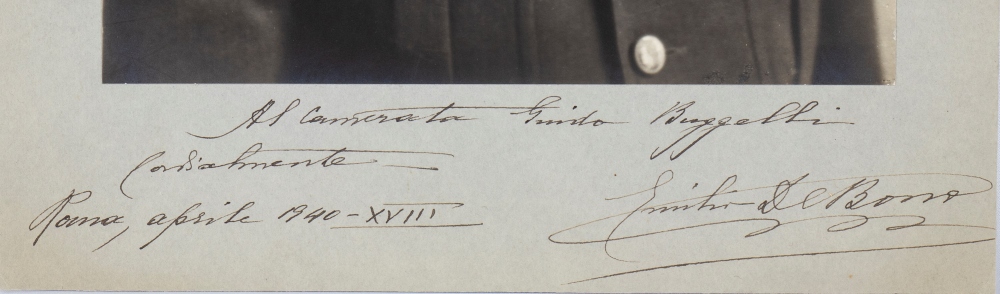 Al Camerata Guido Buggelli
Cordialmente
Roma, aprile 1940-XVIII
Emilio De Bono